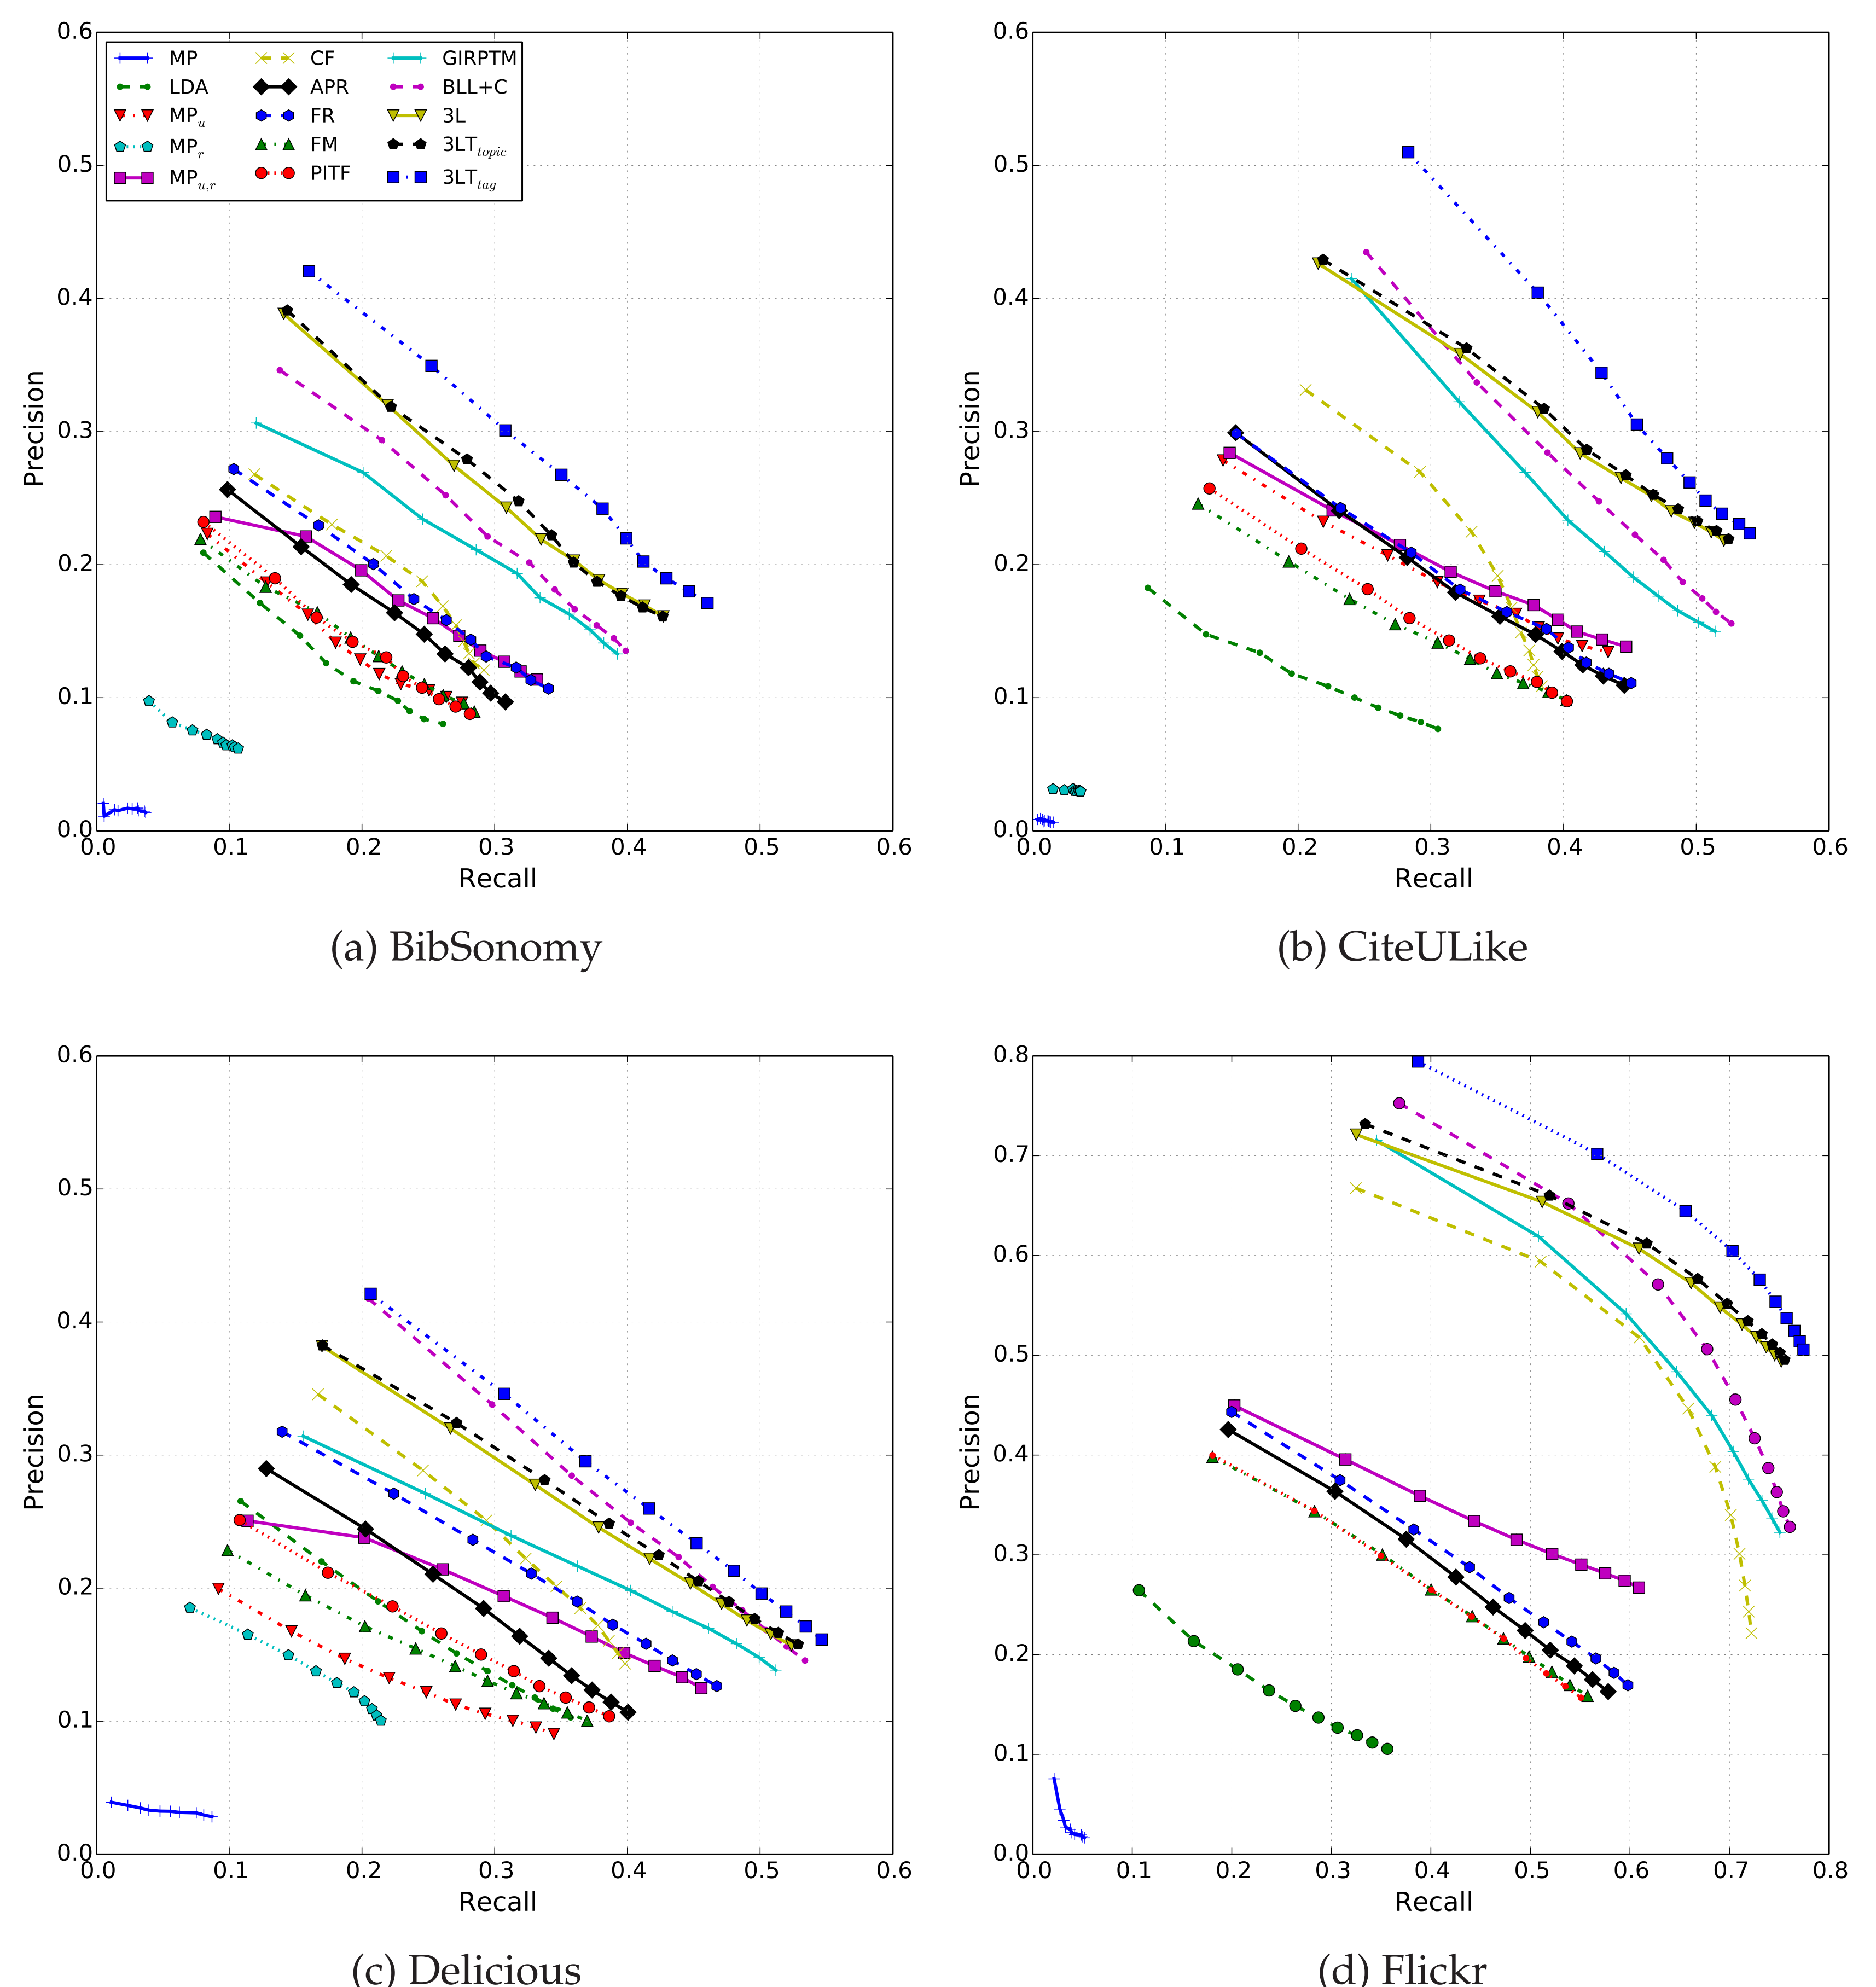 0.6
0.5
0.4
0.3
0.2
0.1
0.0
Precision
MP CF GIRPTM
LDA APR BLL+C
MP_u FR 3L
MP_r FM 3LT_topic
MP_u,r PITF 3LT_tag
0.0 0.1 0.2 0.3 0.4 0.5 0.6
Recall
(a) BibSonomy
0.6
0.5
0.4
0.3
0.2
0.1
0.0
Precision
0.0 0.1 0.2 0.3 0.4 0.5 0.6
Recall
(b) CiteULike
0.6
0.5
0.4
0.3
0.2
0.1
0.0
Precision
0.0 0.1 0.2 0.3 0.4 0.5 0.6
Recall
(c) Delicious
0.8
0.7
0.6
0.5
0.4
0.3
0.2
0.1
0.0
Precision
0.0 0.1 0.2 0.3 0.4 0.5 0.6 0.7 0.8
Recall
(d) Flickr